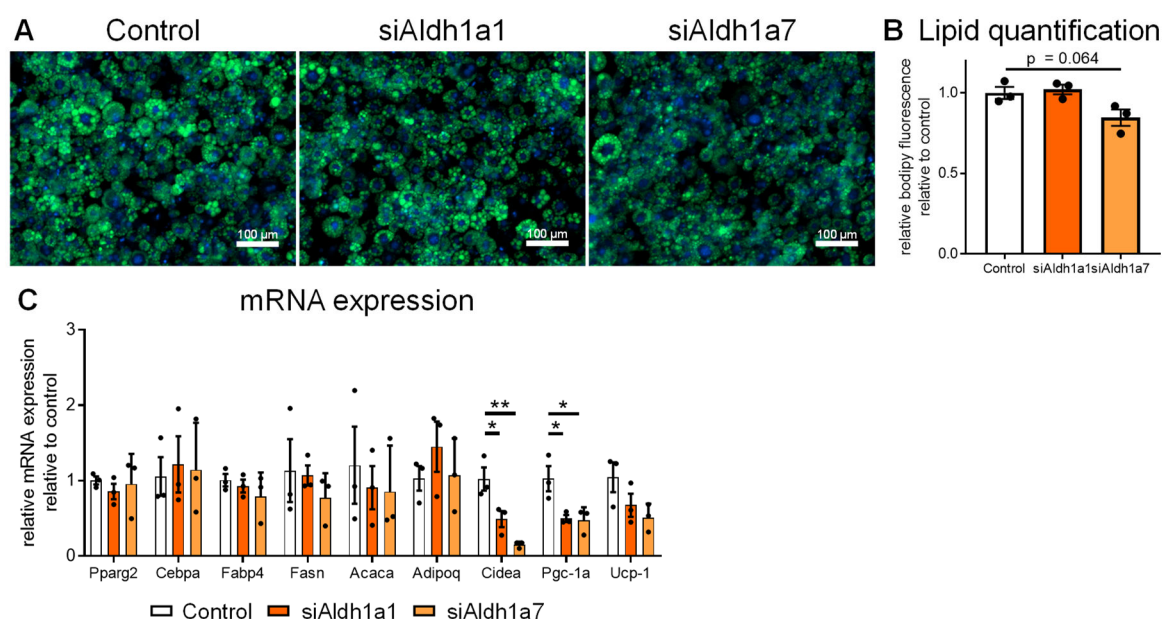 A
Control
siAldh1a1
siAldh1a7
100 µm
100 µm
100 µm
B Lipid quantification
p = 0.064
relative bodipy fluorescence
relative to control
1.0
0.5
0.0
Control siAldh1a1 siAldh1a7
C
mRNA expression
relative mRNA expression
relative to control
3
2
1
0
** 
*
*
*
Pparg2 Cebpa Fabp4 Fasn Acaca Adipoq Cidea Pgc-1a Ucp-1
Control siAldh1a1 siAldh1a7